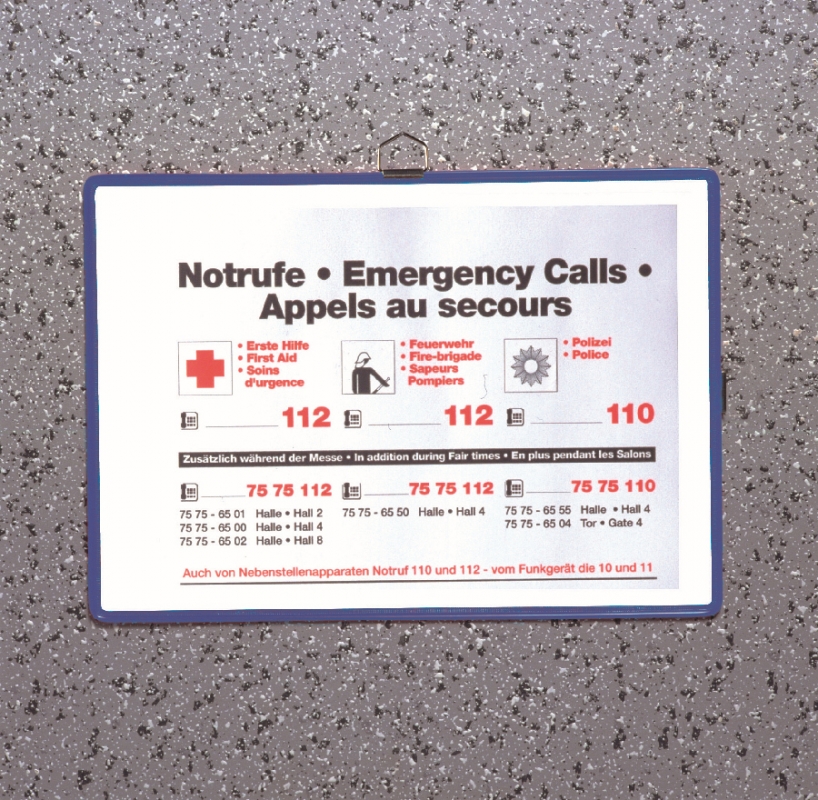 Notrufe • Emergency Calls •
Appels au secours
• Erste Hilfe
• First Aid
• Soins
d'urgence
112
• Feuerwehr
• Fire-brigade
• Sapeurs
Pompiers
112
• Polizei
• Police
110
Zusätzlich während der Messe • In addition during Fair times • En plus pendant les Salons
75 75 112
75 75 - 65 01 Halle • Hall 2
75 75 - 65 00 Halle • Hall 4
75 75 - 65 02 Halle • Hall 8
75 75 112
75 75 - 65 50 Halle • Hall 4
75 75 110
75 75 - 65 55 Halle • Hall 4
75 75 - 65 04 Tor • Gate 4
Auch von Nebenstellenapparaten Notruf 110 und 112 - vom Funkgerät die 10 und 11